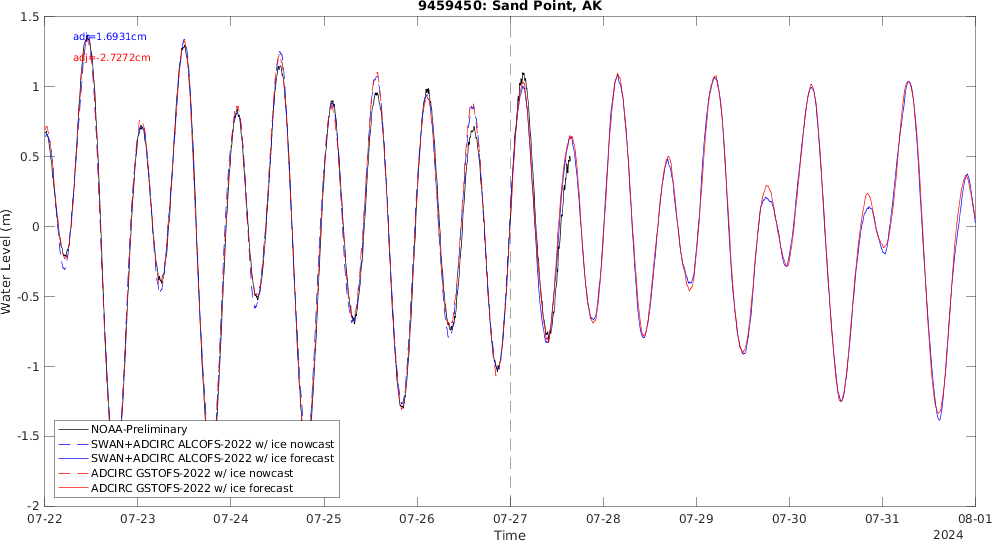 9459450: Sand Point, AK
adj=1.6931cm
adj=-2.7272cm
1.5
1
0.5
0
-0.5
-1
-1.5
-2
Water Level (m)
NOAA-Preliminary
SWAN+ADCIRC ALCOFS-2022 w/ ice nowcast
SWAN+ADCIRC ALCOFS-2022 w/ ice forecast
ADCIRC GSTOFS-2022 w/ ice nowcast
ADCIRC GSTOFS-2022 w/ ice forecast
07-22 07-23 07-24 07-25 07-26 07-27 07-28 07-29 07-30 07-31 08-01
Time
2024